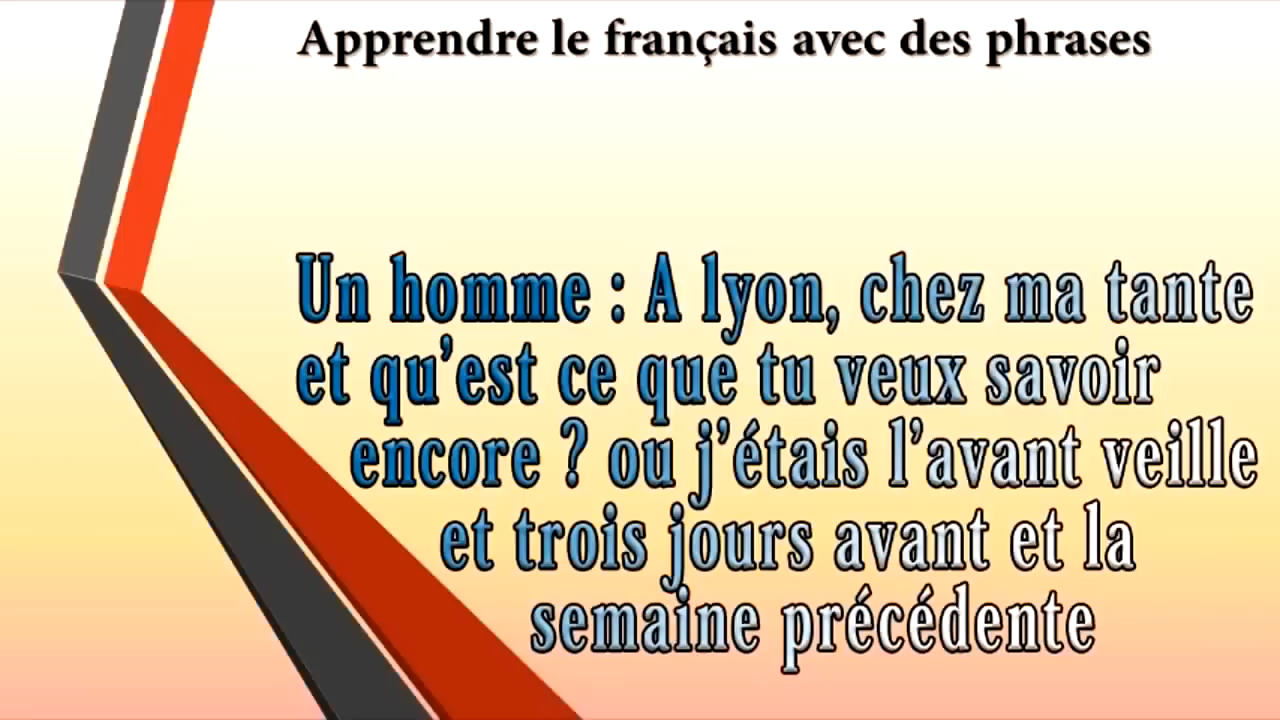 Apprendre le français avec des phrases
Un homme : A lyon, chez ma tante
et qu’est ce que tu veux savoir
encore ? ou j’étais l’avant veille
et trois jours avant et la
semaine précédente